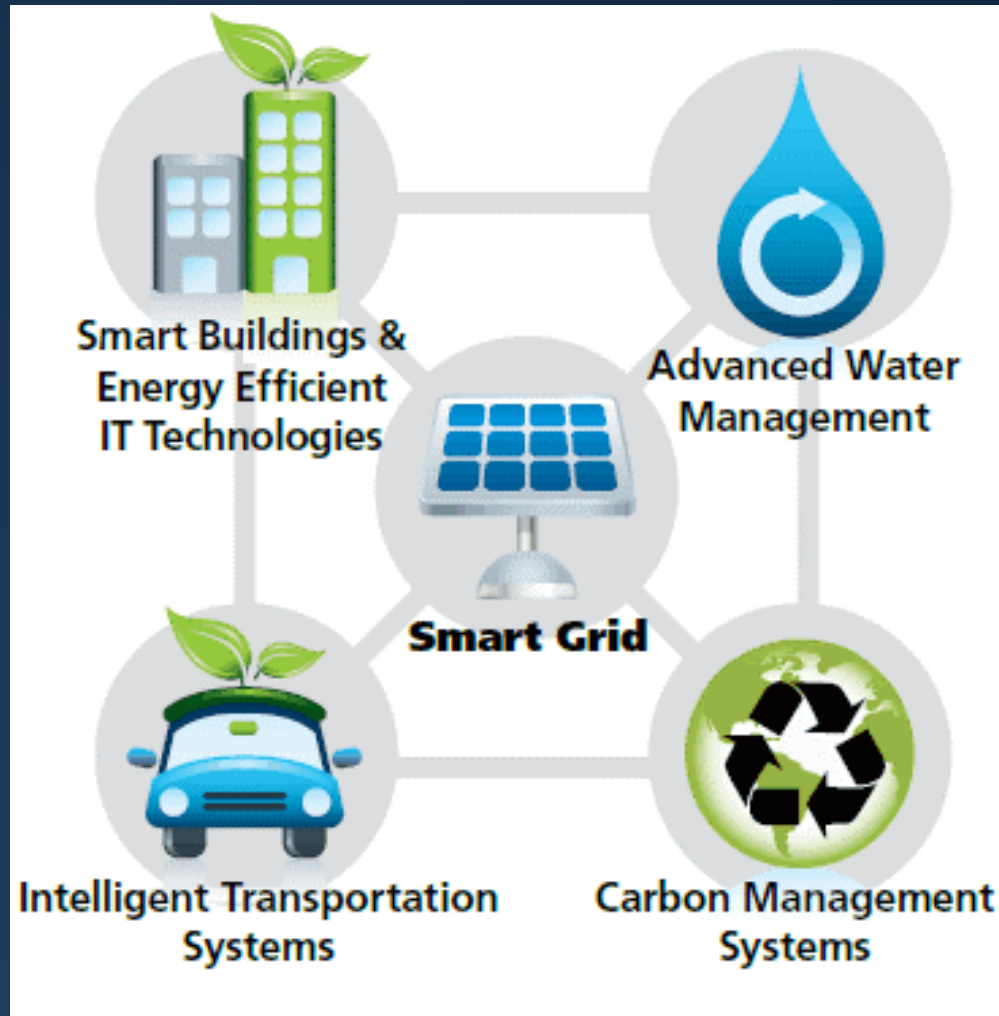 Smart Buildings &
Energy Efficient
IT Technologies
Advanced Water
Management
Smart Grid
Intelligent Transportation
Systems
Carbon Management
Systems